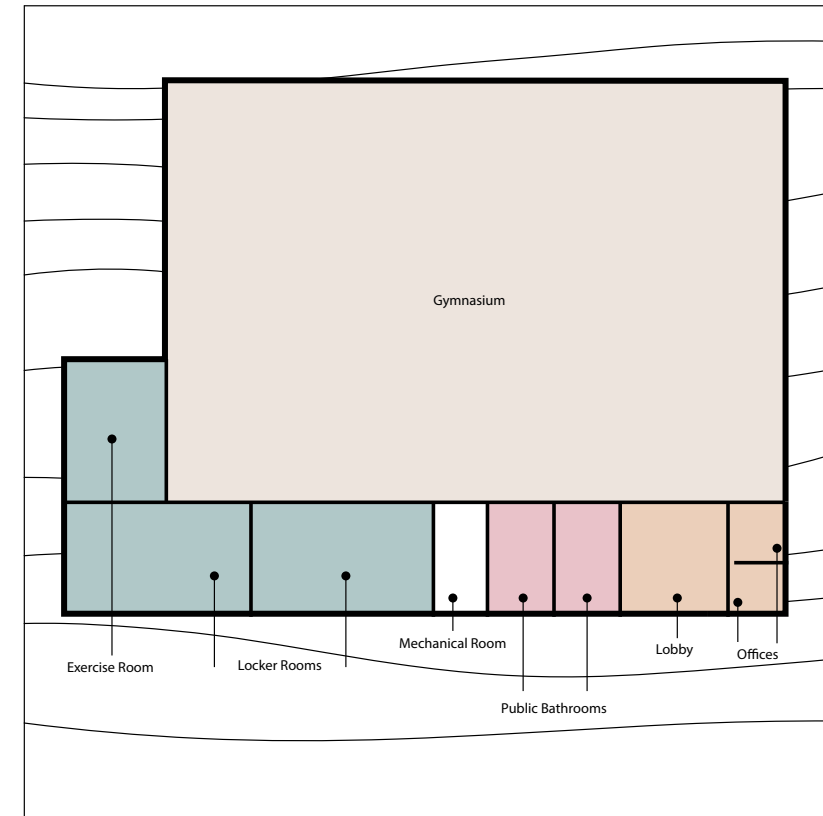 Gymnasium
Mechanical Room
Lobby
Offices
Exercise Room
Locker Rooms
Public Bathrooms